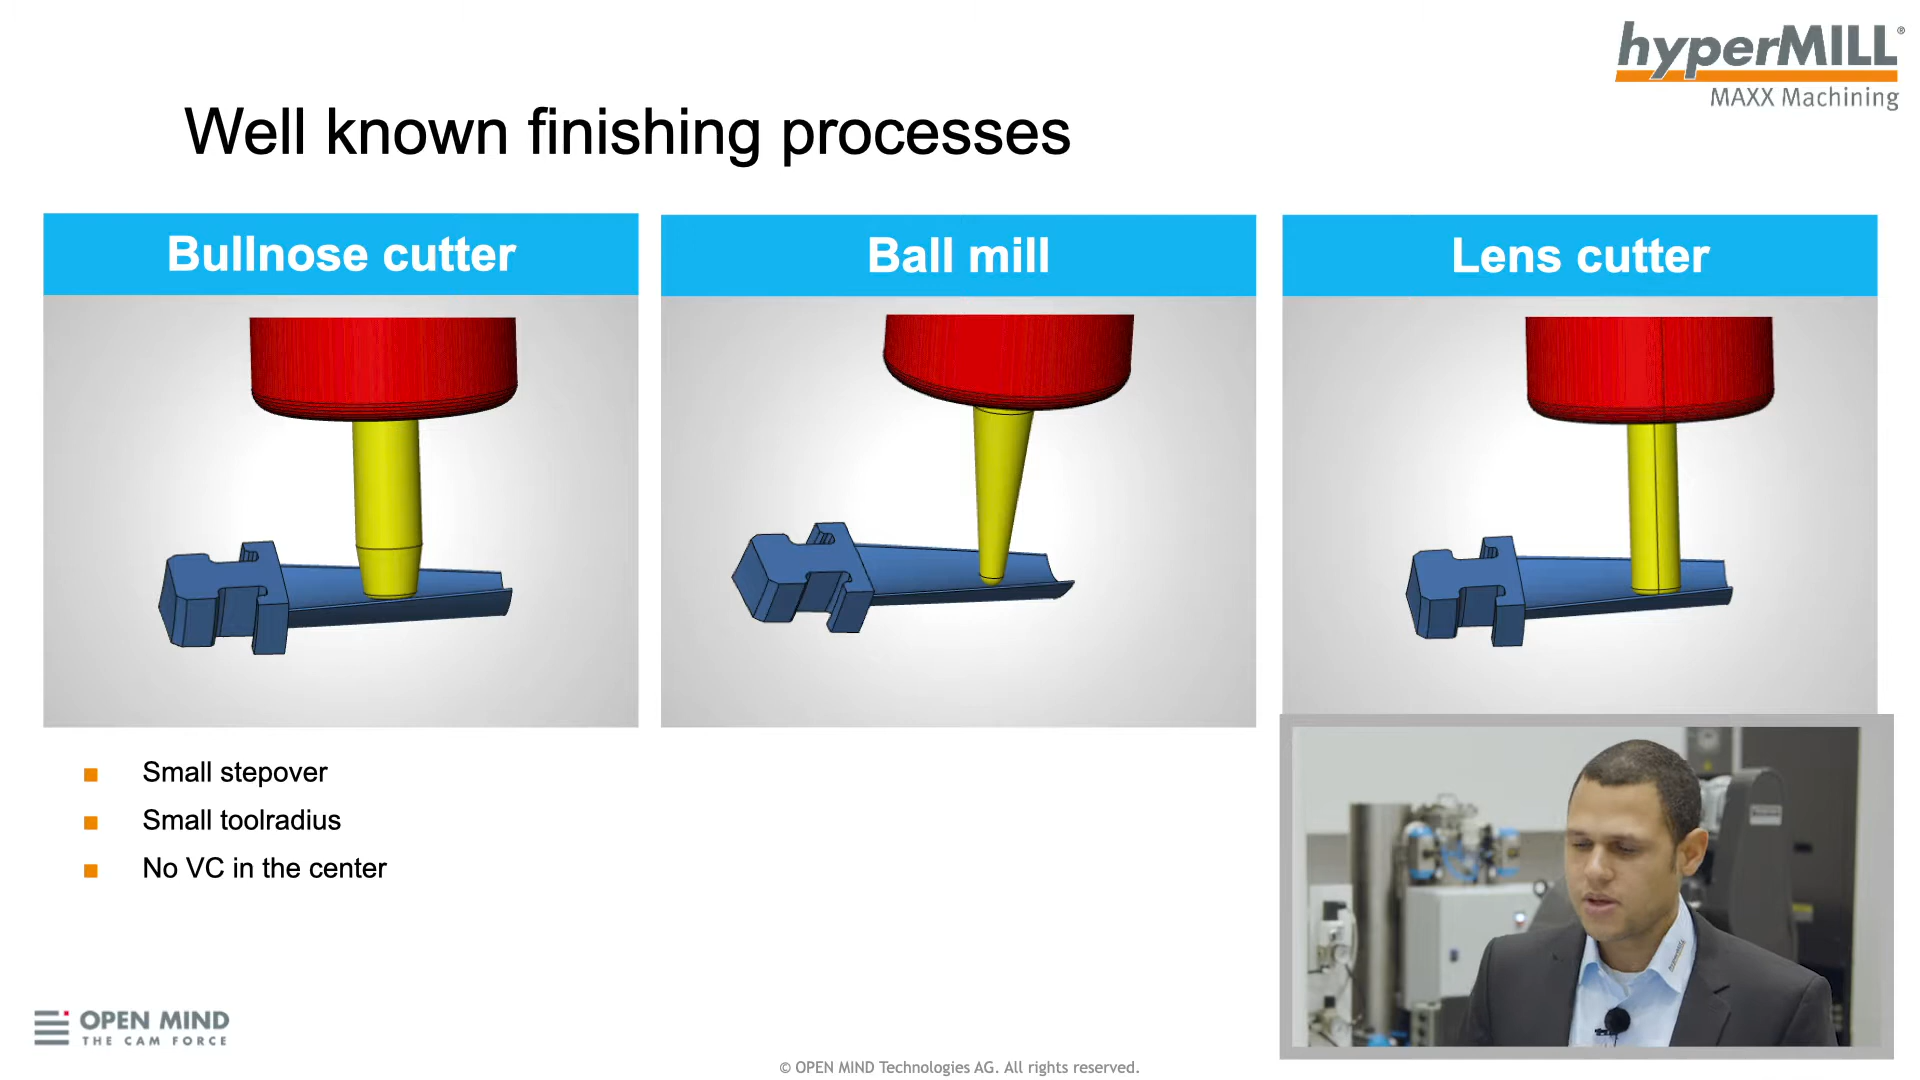 hyperMILL®
MAXX Machining
Well known finishing processes
Bullnose cutter
Ball mill
Lens cutter
Small stepover
Small toolradius
No VC in the center
hyperMILL
OPEN MIND
THE CAM FORCE
© OPEN MIND Technologies AG. All rights reserved.